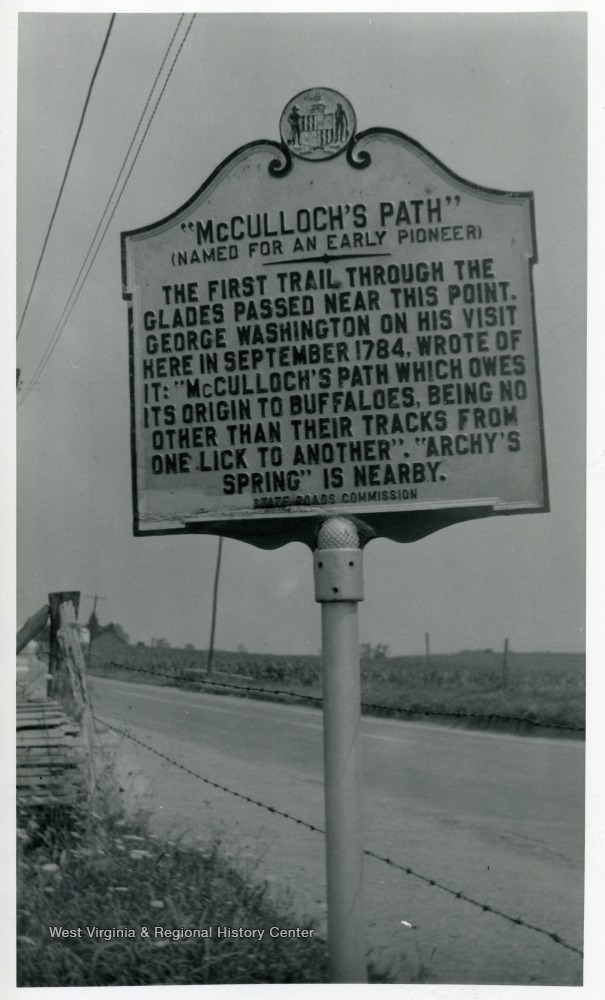 "McCULLOCH'S PATH"
(NAMED FOR AN EARLY PIONEER)
THE FIRST TRAIL THROUGH THE
GLADES PASSED NEAR THIS POINT.
GEORGE WASHINGTON ON HIS VISIT
HERE IN SEPTEMBER 1784, WROTE OF
IT: "McCULLOCH'S PATH WHICH OWES
ITS ORIGIN TO BUFFALOES, BEING NO
OTHER THAN THEIR TRACKS FROM
ONE LICK TO ANOTHER". "ARCHY'S
SPRING" IS NEARBY.
STATE ROADS COMMISSION
West Virginia & Regional History Center